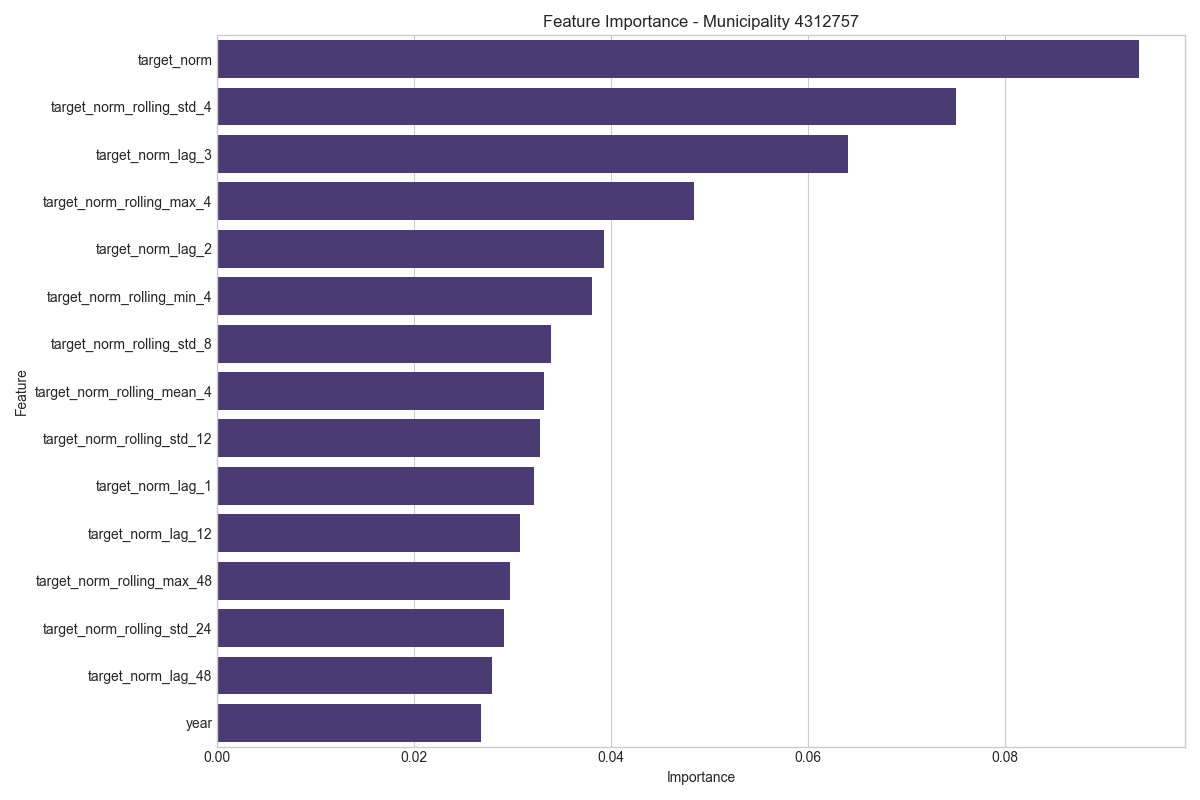 Feature Importance - Municipality 4312757
target_norm
target_norm_rolling_std_4
target_norm_lag_3
target_norm_rolling_max_4
target_norm_lag_2
target_norm_rolling_min_4
target_norm_rolling_std_8
target_norm_rolling_mean_4
target_norm_rolling_std_12
target_norm_lag_1
target_norm_lag_12
target_norm_rolling_max_48
target_norm_rolling_std_24
target_norm_lag_48
year
Feature
0.00 0.02 0.04 0.06 0.08
Importance